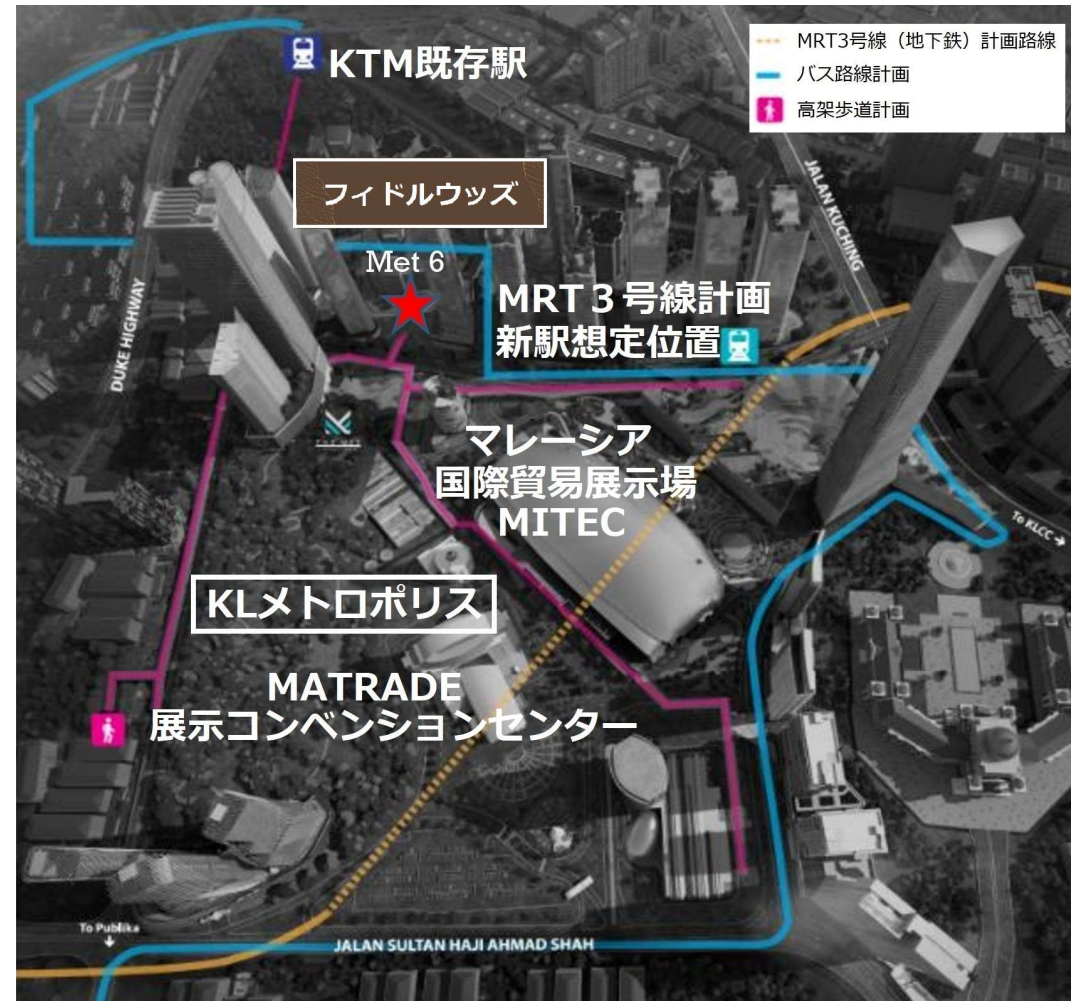 KTM既存駅
MRT3号線（地下鉄）計画路線
バス路線計画
高架歩道計画
フィドルウッズ
JALAN KUCHING
Met 6
DUKE HIGHWAY
MRT３号線計画
新駅想定位置
マレーシア
国際貿易展示場
MITEC
To KLCC →
KLメトロポリス
MATRADE
展示コンベンションセンター
To Publika
↓
JALAN SULTAN HAJI AHMAD SHAH